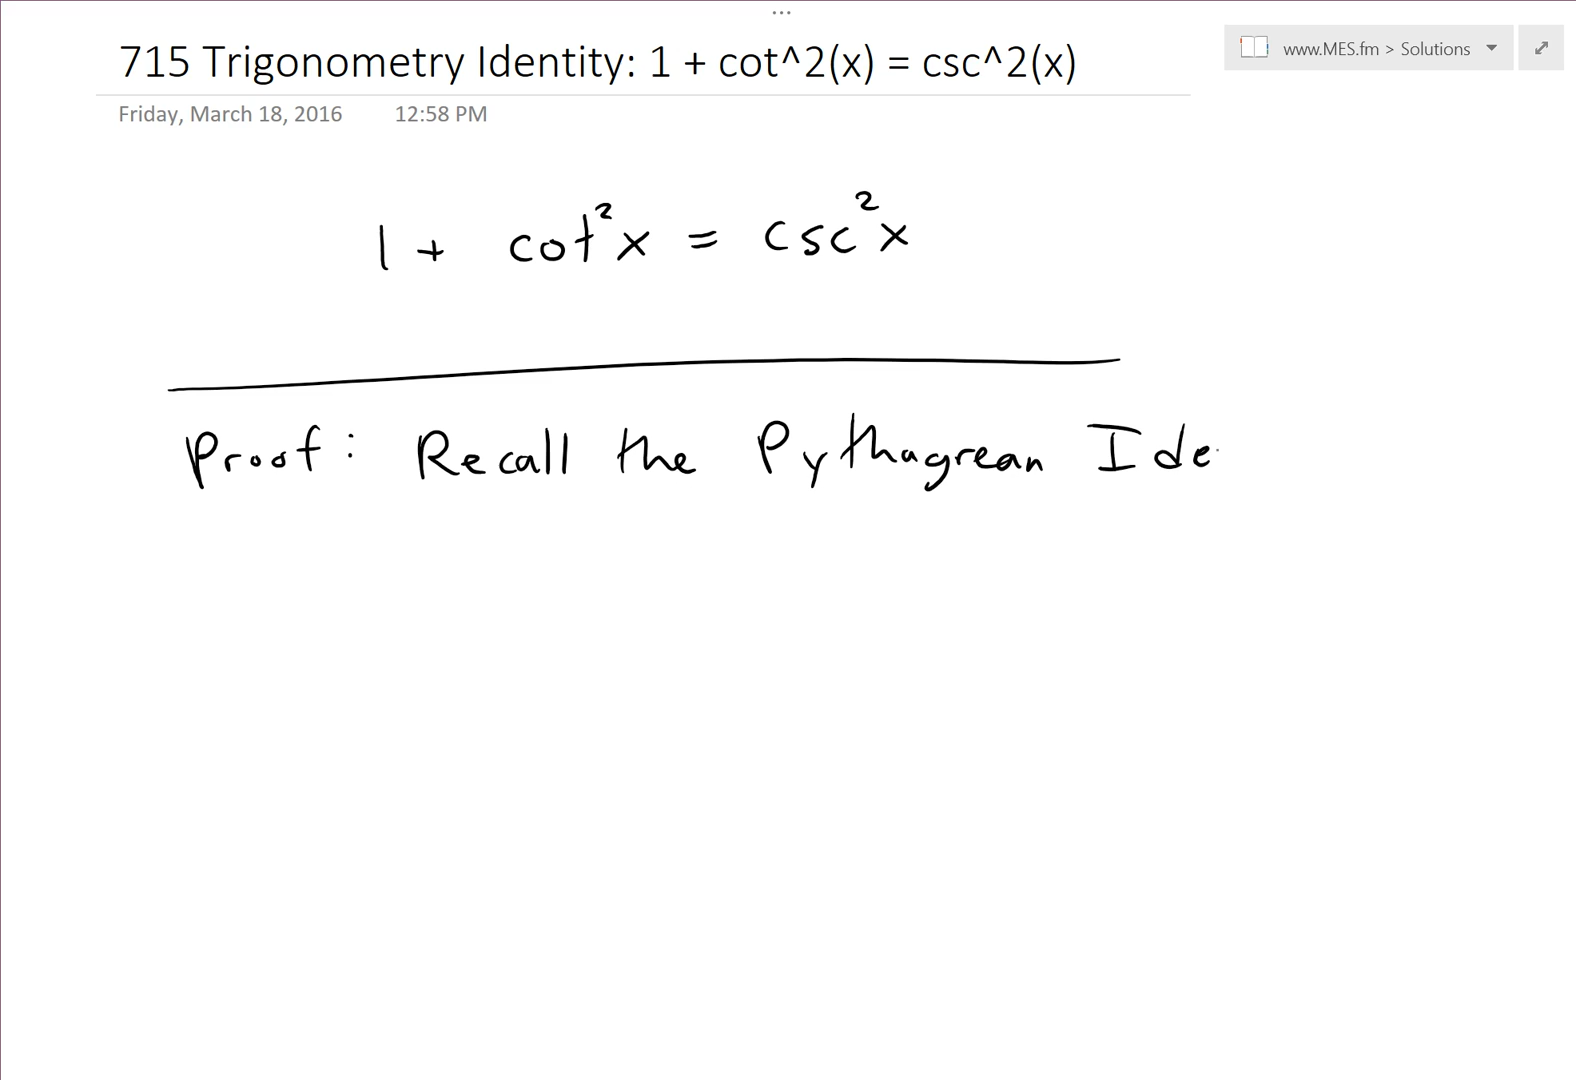 ...
715 Trigonometry Identity: 1 + cot^2(x) = csc^2(x)
www.MES.fm > Solutions
Friday, March 18, 2016 12:58 PM
1 + cot²x = csc²x
Proof: Recall the Pythagrean Ide